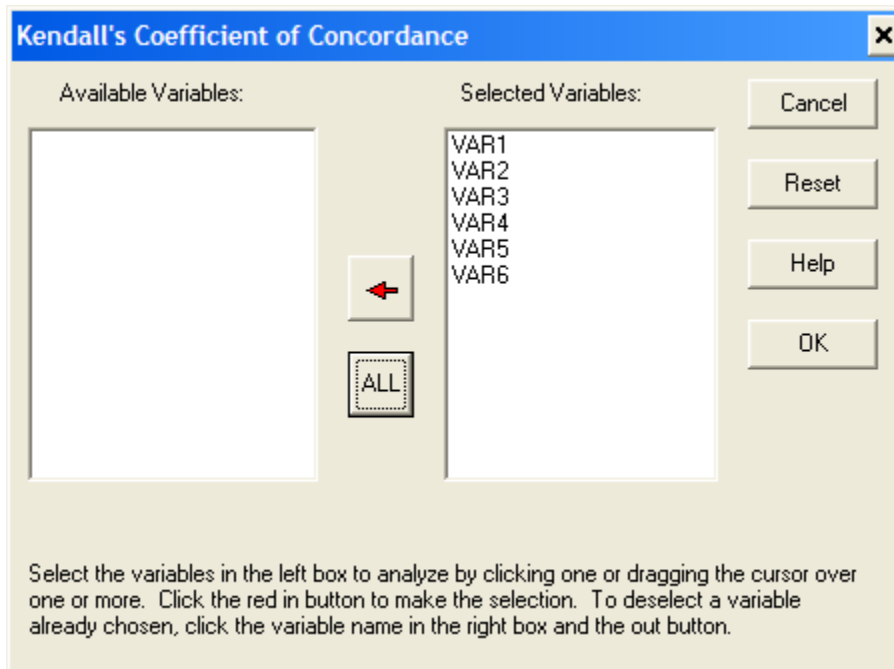 Kendall's Coefficient of Concordance
Available Variables:
Selected Variables:
VAR1
VAR2
VAR3
VAR4
VAR5
VAR6
ALL
Cancel
Reset
Help
OK
Select the variables in the left box to analyze by clicking one or dragging the cursor over
one or more.  Click the red in button to make the selection.  To deselect a variable
already chosen, click the variable name in the right box and the out button.